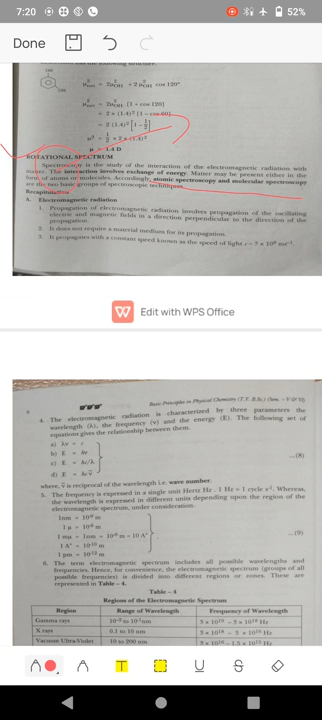 7:20
52%
Done
OH
OH
μ²net = 2μ²OH + 2 μ²OH cos 120°
μ²net = 2μ²OH [1 + cos 120]
= 2 × (1.4)² [1 – cos 60]
= 2 (1.4)² [1 – 1/2]
μ² = 1/2 × 2 × (1.4)²
μ = 1.4 D
ROTATIONAL SPECTRUM
Spectroscopy is the study of the interaction of the electromagnetic radiation with
matter. The interaction involves exchange of energy. Matter may be present either in the
form of atoms or molecules. Accordingly, atomic spectroscopy and molecular spectroscopy
are the two basic groups of spectroscopic techniques.
Recapitulation
A. Electromagnetic radiation
1. Propagation of electromagnetic radiation involves propagation of the oscillating
electric and magnetic fields in a direction perpendicular to the direction of the
propagation.
2. It does not require a material medium for its propagation.
3. It propagates with a constant speed known as the speed of light c = 3 × 10⁸ ms⁻¹.
W Edit with WPS Office
Basic Principles in Physical Chemistry (T.Y. B.Sc.) (Sem. – V & VI)
4. The electromagnetic radiation is characterized by three parameters the
wavelength (λ), the frequency (ν) and the energy (E). The following set of
equations gives the relationship between them.
a) λν = c
b) E = hν
c) E = hc/λ
...(8)
d) E = hcν̄
where, ν̄ is reciprocal of the wavelength i.e. wave number.
5. The frequency is expressed in a single unit Hertz Hz . 1 Hz = 1 cycle s⁻¹. Whereas,
the wavelength is expressed in different units depending upon the region of the
electromagnetic spectrum, under consideration.
1nm = 10⁻⁹ m
1 μ = 10⁻⁶ m
1 mμ = 1nm = 10⁻⁹ m = 10 A°
...(9)
1 A° = 10⁻¹⁰ m
1 pm = 10⁻¹² m
6. The term electromagnetic spectrum includes all possible wavelengths and
frequencies. Hence, for convenience, the electromagnetic spectrum (groups of all
possible frequencies) is divided into different regions or zones. These are
represented in Table – 4.
Table – 4
Regions of the Electromagnetic Spectrum
Region Range of Wavelength Frequency of Wavelength
Gamma rays
X rays 0.1 to 10 nm
Vacuum Ultra-Violet 10 to 200 nm
T
U
S